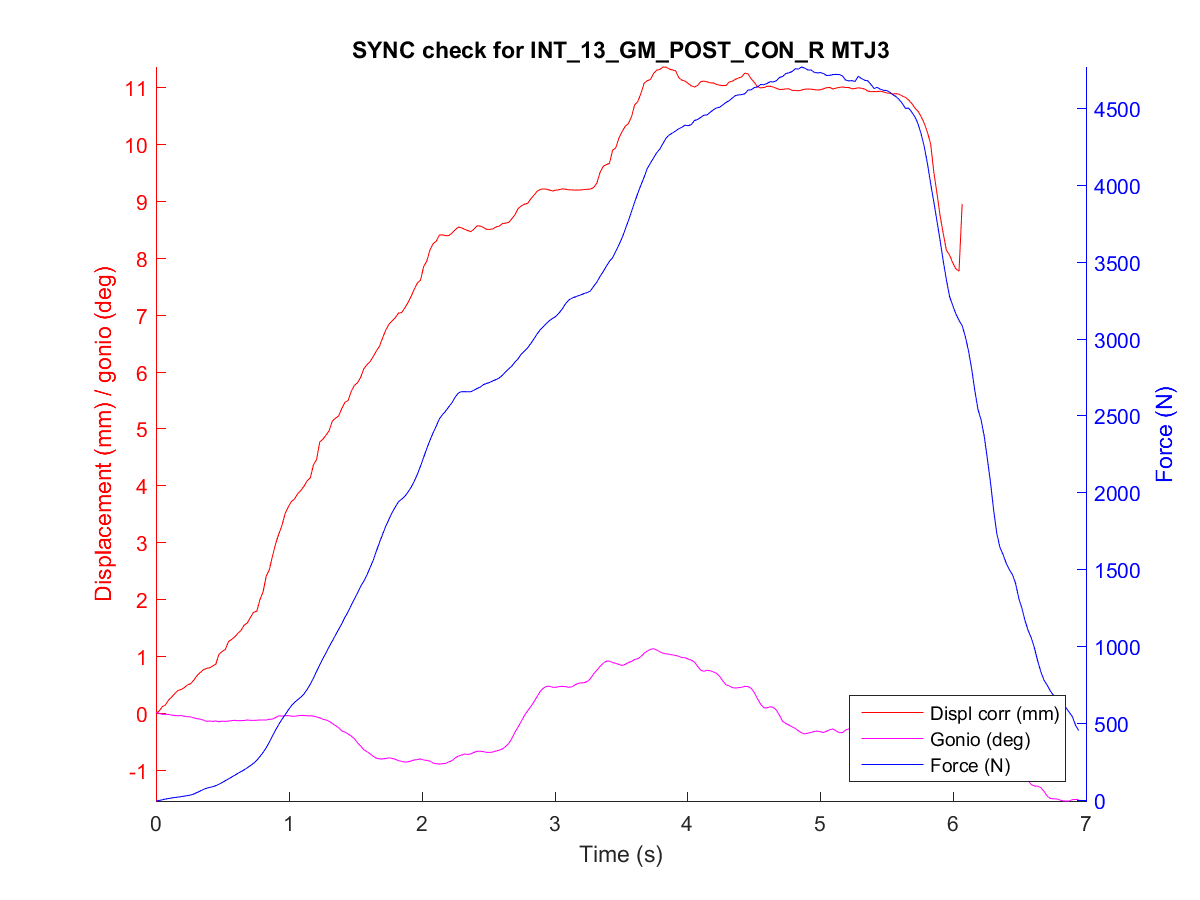 SYNC check for INT_13_GM_POST_CON_R MTJ3
Displacement (mm) / gonio (deg)
11
10
9
8
7
6
5
4
3
2
1
0
-1
Force (N)
4500
4000
3500
3000
2500
2000
1500
1000
500
0
Displ corr (mm)
Gonio (deg)
Force (N)
0 1 2 3 4 5 6 7
Time (s)